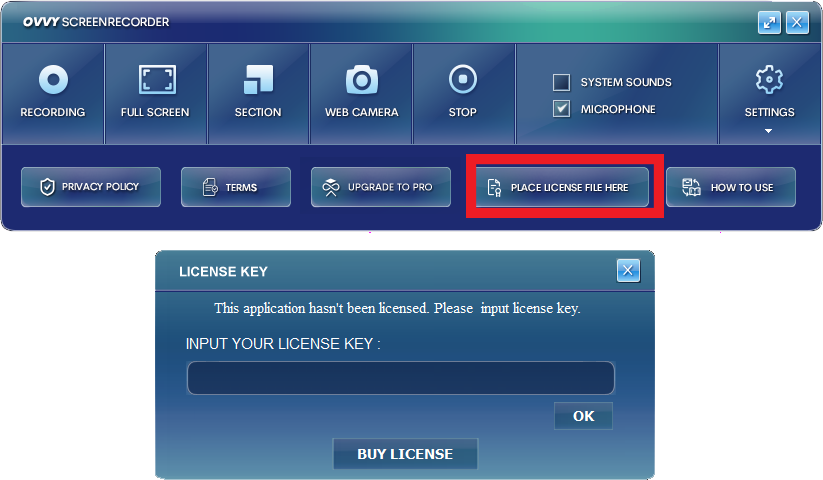 OVVY SCREENRECORDER
RECORDING
FULL SCREEN
SECTION
WEB CAMERA
STOP
SYSTEM SOUNDS
MICROPHONE
SETTINGS
PRIVACY POLICY
TERMS
UPGRADE TO PRO
PLACE LICENSE FILE HERE
HOW TO USE
LICENSE KEY
This application hasn't been licensed. Please input license key.
INPUT YOUR LICENSE KEY :
OK
BUY LICENSE